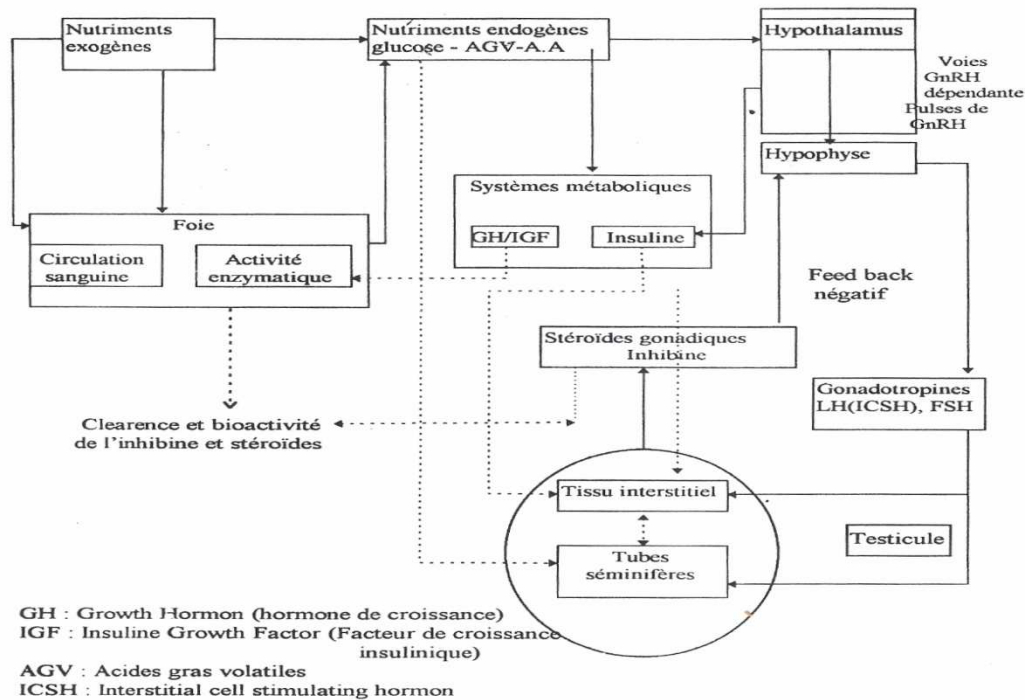 Nutriments
exogènes
Nutriments endogènes
glucose - AGV-A.A
Hypothalamus
Voies
GnRH
dépendante
Pulses de
GnRH
Hypophyse
Systèmes métaboliques
GH/IGF
Insuline
Foie
Circulation
sanguine
Activité
enzymatique
Feed back
négatif
Stéroïdes gonadiques
Inhibine
Gonadotropines
LH(ICSH), FSH
Clearence et bioactivité
de l'inhibine et stéroïdes
Tissu interstitiel
Testicule
Tubes
séminifères
GH : Growth Hormon (hormone de croissance)
IGF : Insuline Growth Factor (Facteur de croissance
insulinique)
AGV : Acides gras volatiles
ICSH : Interstitial cell stimulating hormon